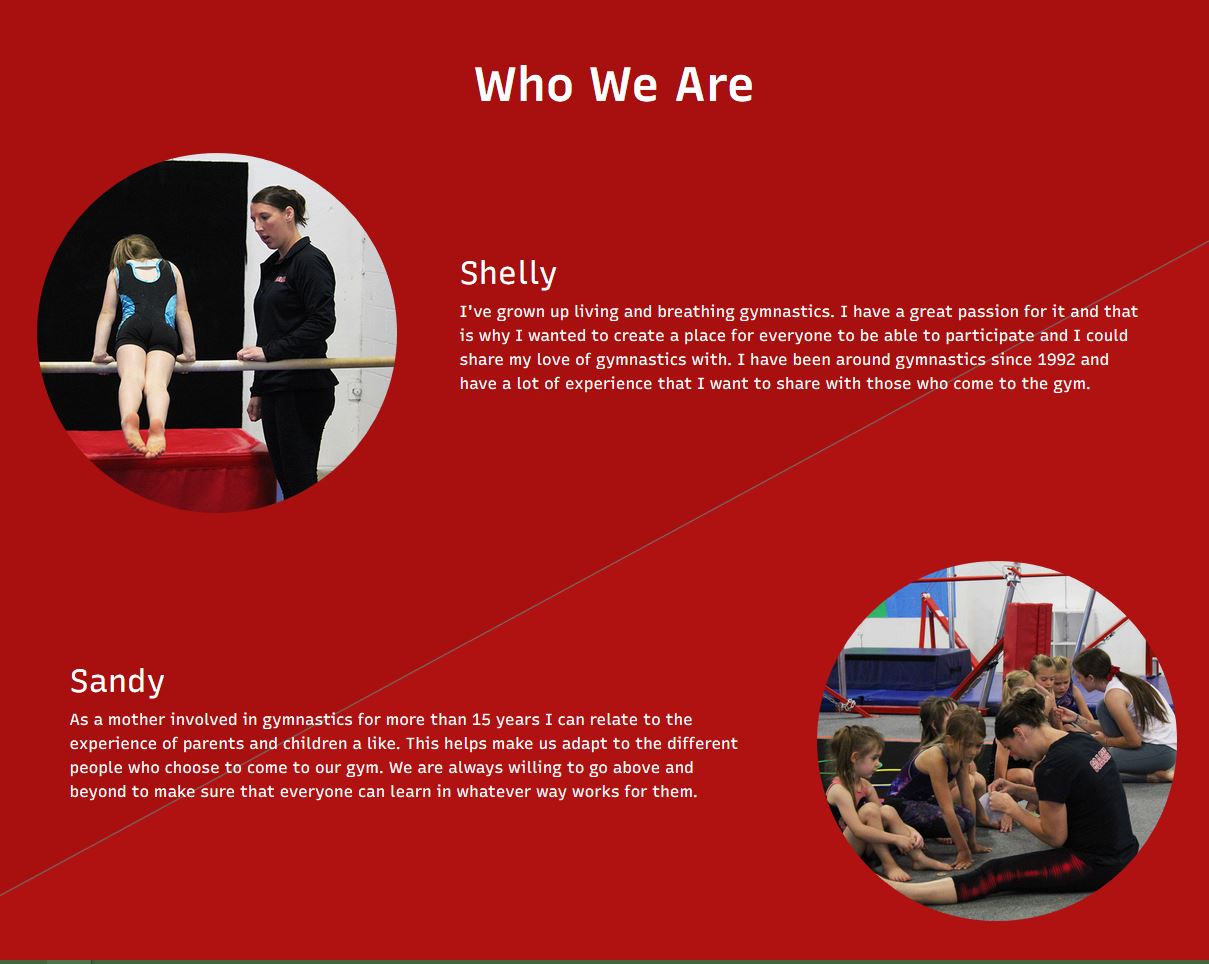 Who We Are
Shelly
I've grown up living and breathing gymnastics. I have a great passion for it and that
is why I wanted to create a place for everyone to be able to participate and I could
share my love of gymnastics with. I have been around gymnastics since 1992 and
have a lot of experience that I want to share with those who come to the gym.
Sandy
As a mother involved in gymnastics for more than 15 years I can relate to the
experience of parents and children a like. This helps make us adapt to the different
people who choose to come to our gym. We are always willing to go above and
beyond to make sure that everyone can learn in whatever way works for them.